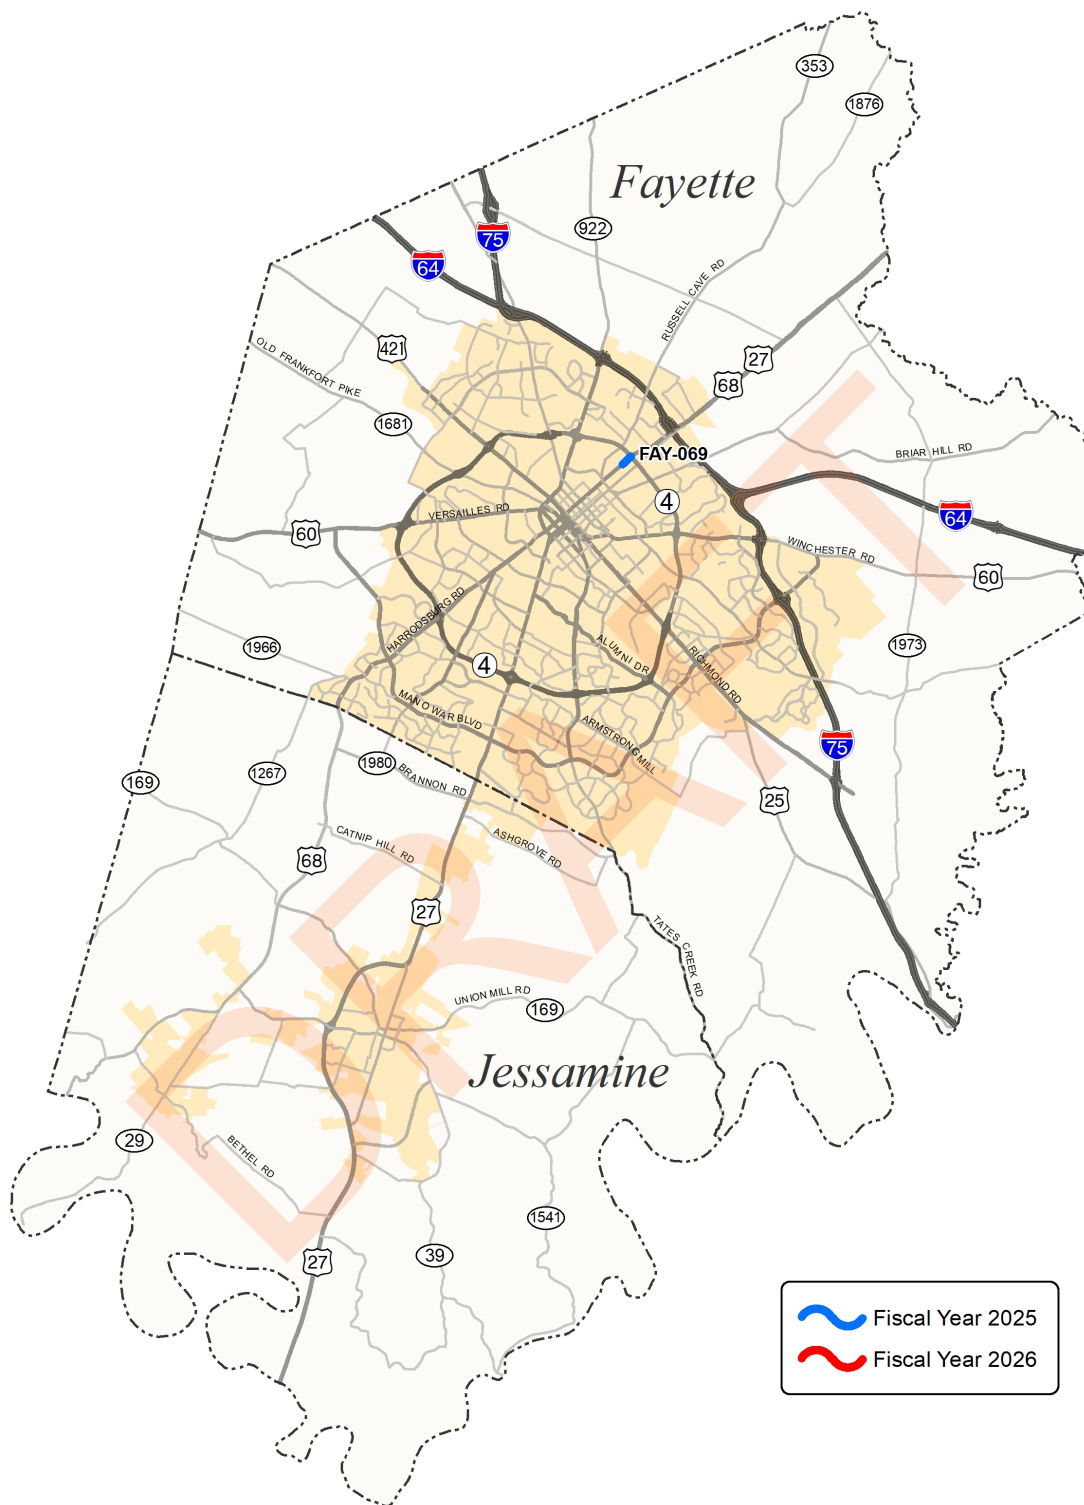 353
1876
Fayette
922
75
64
RUSSELL CAVE RD
421
27
OLD FRANKFORT PIKE
68
1681
BRIAR HILL RD
FAY-069
4
VERSAILLES RD
64
60
WINCHESTER RD
60
HARRODSBURG RD
1966
ALUMNI DR
1973
4
RICHMOND RD
MAN O WAR BLVD
ARMSTRONG MILL
75
1980
169
1267
BRANNON RD
25
CATNIP HILL RD
ASHGROVE RD
68
27
TATES CREEK RD
UNION MILL RD
169
Jessamine
29
BETHEL RD
1541
39
27
Fiscal Year 2025
Fiscal Year 2026
DRAFT